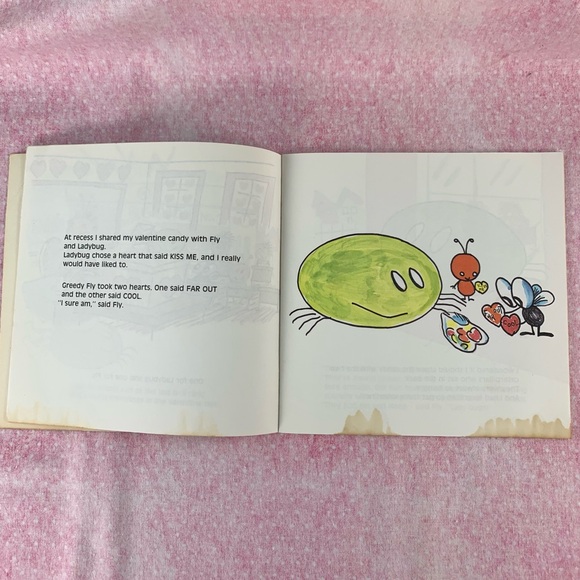 At recess I shared my valentine candy with Fly
and Ladybug.
Ladybug chose a heart that said KISS ME, and I really
would have liked to.
Greedy Fly took two hearts. One said FAR OUT
and the other said COOL.
"I sure am," said Fly.